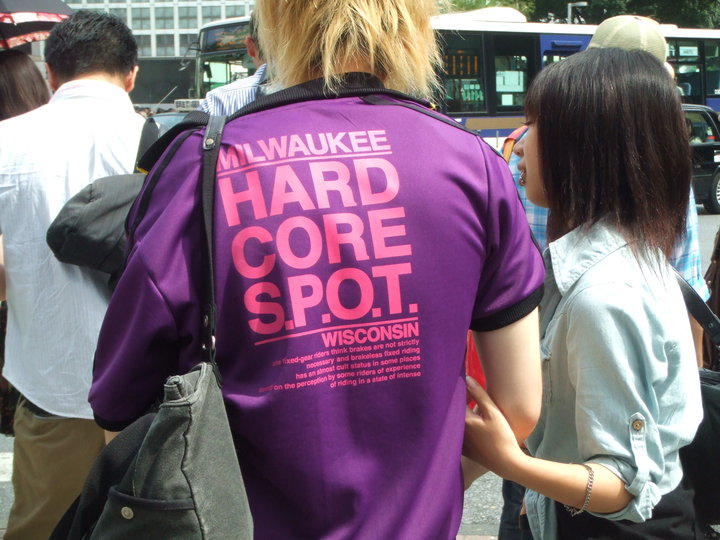 MILWAUKEE
HARD
CORE
S.P.O.T.
WISCONSIN
fixed-gear riders think brakes are not strictly
necessary and brakeless fixed riding
has an almost cult status in some places
on the perception by some riders of experience
of riding in a state of intense